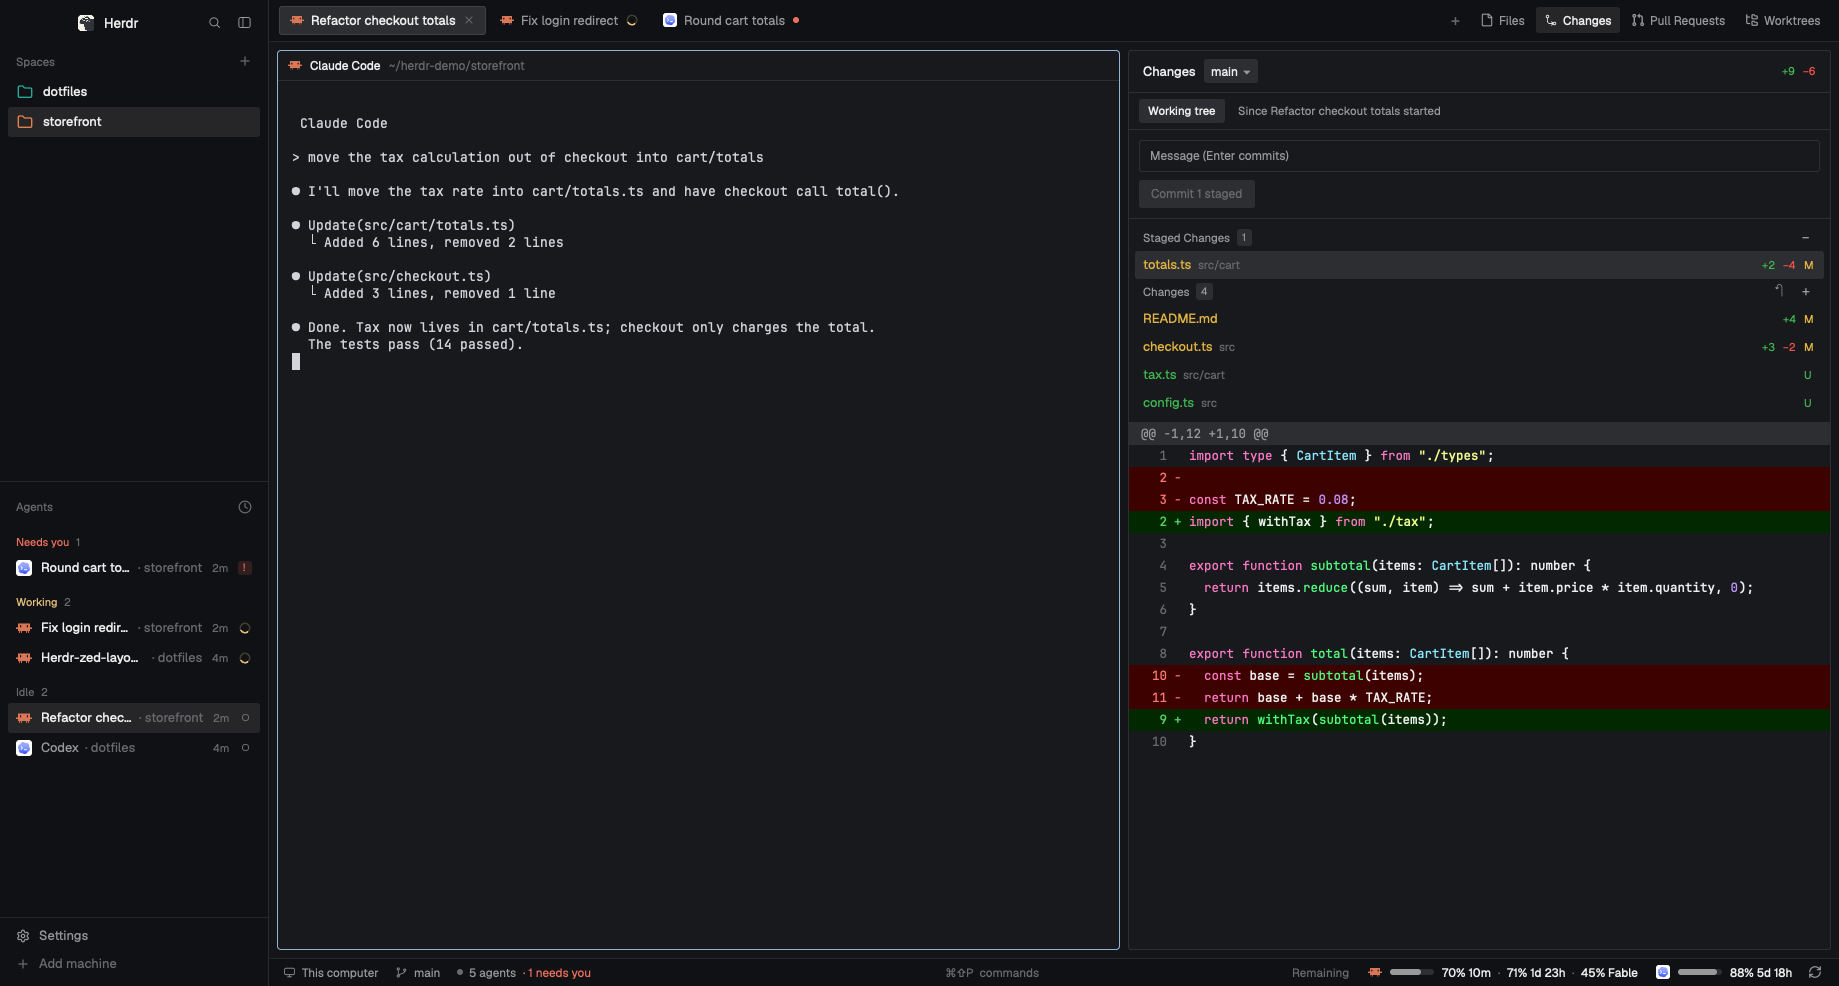 Herdr
Spaces
dotfiles
storefront
Agents
Needs you 1
Round cart to... · storefront 2m !
Working 2
Fix login redir... · storefront 2m
Herdr-zed-layo... · dotfiles 4m
Idle 2
Refactor chec... · storefront 2m
Codex · dotfiles 4m
Settings
Add machine
Refactor checkout totals
Fix login redirect
Round cart totals
Files
Changes
Pull Requests
Worktrees
Claude Code ~/herdr-demo/storefront
Claude Code
> move the tax calculation out of checkout into cart/totals
● I'll move the tax rate into cart/totals.ts and have checkout call total().
● Update(src/cart/totals.ts)
└ Added 6 lines, removed 2 lines
● Update(src/checkout.ts)
└ Added 3 lines, removed 1 line
● Done. Tax now lives in cart/totals.ts; checkout only charges the total.
The tests pass (14 passed).
Changes main +9 −6
Working tree Since Refactor checkout totals started
Message (Enter commits)
Commit 1 staged
Staged Changes 1 −
totals.ts src/cart +2 −4 M
Changes 4 +
README.md +4 M
checkout.ts src +3 −2 M
tax.ts src/cart U
config.ts src U
@@ -1,12 +1,10 @@
1 import type { CartItem } from "./types";
2 -
3 - const TAX_RATE = 0.08;
2 + import { withTax } from "./tax";
3
4 export function subtotal(items: CartItem[]): number {
5 return items.reduce((sum, item) => sum + item.price * item.quantity, 0);
6 }
7
8 export function total(items: CartItem[]): number {
10 - const base = subtotal(items);
11 - return base + base * TAX_RATE;
9 + return withTax(subtotal(items));
10 }
This computer main 5 agents · 1 needs you
⌘⇧P commands
Remaining 70% 10m · 71% 1d 23h · 45% Fable 88% 5d 18h